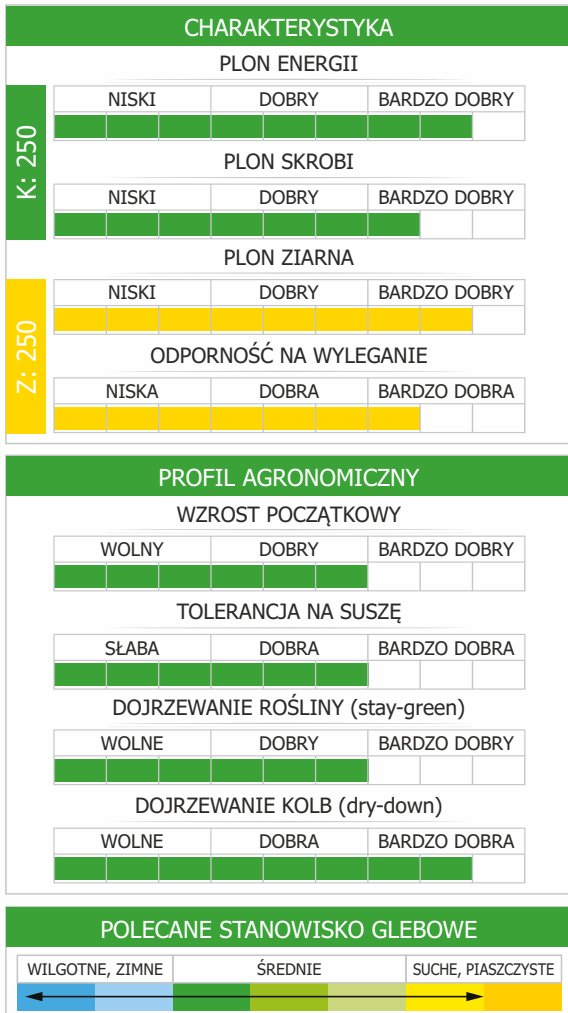 CHARAKTERYSTYKA
K: 250
PLON ENERGII
NISKI DOBRY BARDZO DOBRY
PLON SKROBI
NISKI DOBRY BARDZO DOBRY
Z: 250
PLON ZIARNA
NISKI DOBRY BARDZO DOBRY
ODPORNOŚĆ NA WYLEGANIE
NISKA DOBRA BARDZO DOBRA
PROFIL AGRONOMICZNY
WZROST POCZĄTKOWY
WOLNY DOBRY BARDZO DOBRY
TOLERANCJA NA SUSZĘ
SŁABA DOBRA BARDZO DOBRA
DOJRZEWANIE ROŚLINY (stay-green)
WOLNE DOBRY BARDZO DOBRY
DOJRZEWANIE KOLB (dry-down)
WOLNE DOBRA BARDZO DOBRA
POLECANE STANOWISKO GLEBOWE
WILGOTNE, ZIMNE ŚREDNIE SUCHE, PIASZCZYSTE